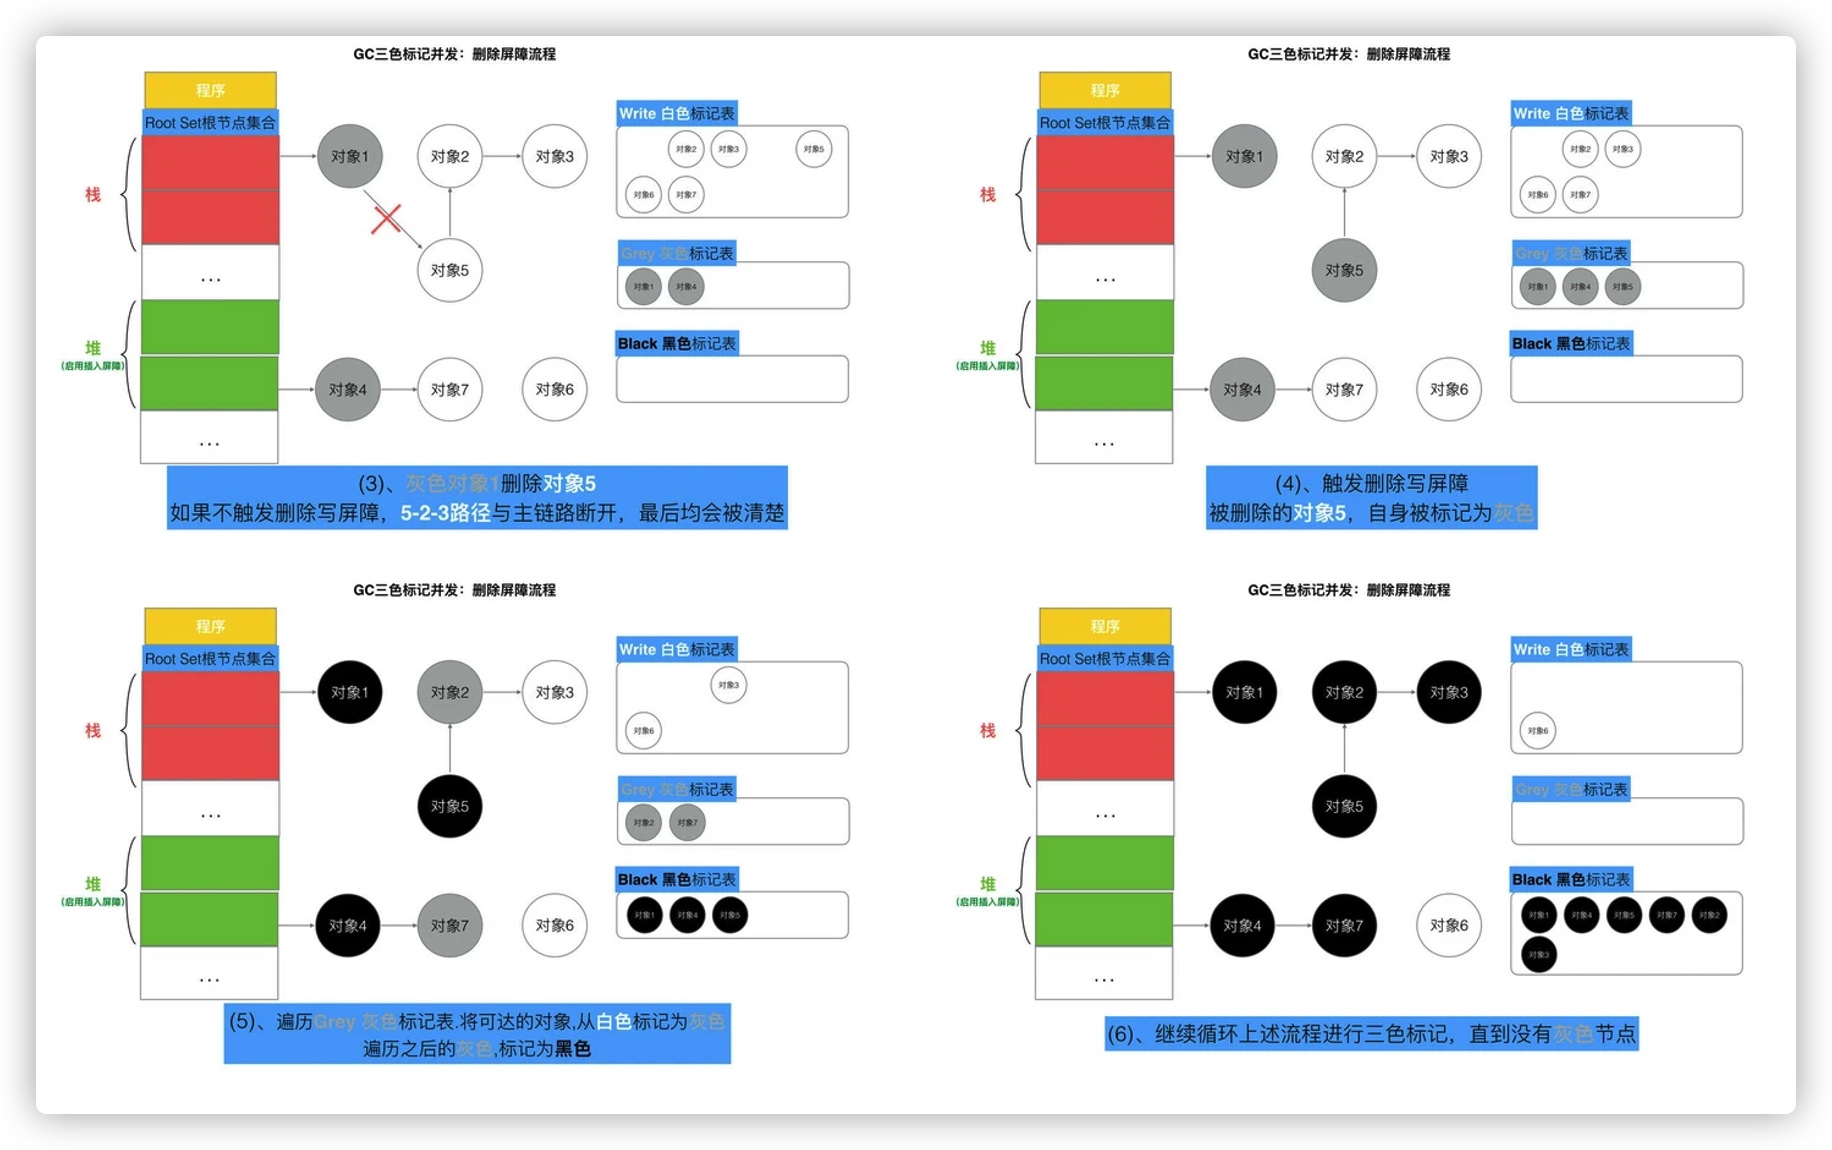 GC三色标记并发：删除屏障流程
程序
Root Set根节点集合
栈
...
堆
(启用插入屏障)
...
对象1
对象2
对象3
对象5
对象4
对象7
对象6
Write 白色标记表
对象2 对象3 对象5
对象6 对象7
Grey 灰色标记表
对象1 对象4
Black 黑色标记表
(3)、灰色对象1删除对象5
如果不触发删除写屏障，5-2-3路径与主链路断开，最后均会被清楚
GC三色标记并发：删除屏障流程
程序
Root Set根节点集合
栈
...
堆
(启用插入屏障)
...
对象1
对象2
对象3
对象5
对象4
对象7
对象6
Write 白色标记表
对象2 对象3
对象6 对象7
Grey 灰色标记表
对象1 对象4 对象5
Black 黑色标记表
(4)、触发删除写屏障
被删除的对象5，自身被标记为灰色
GC三色标记并发：删除屏障流程
程序
Root Set根节点集合
栈
...
堆
(启用插入屏障)
...
对象1
对象2
对象3
对象5
对象4
对象7
对象6
Write 白色标记表
对象3
对象6
Grey 灰色标记表
对象2 对象7
Black 黑色标记表
对象1 对象4 对象5
(5)、遍历Grey 灰色标记表.将可达的对象,从白色标记为灰色
遍历之后的灰色,标记为黑色
GC三色标记并发：删除屏障流程
程序
Root Set根节点集合
栈
...
堆
(启用插入屏障)
...
对象1
对象2
对象3
对象5
对象4
对象7
对象6
Write 白色标记表
对象6
Grey 灰色标记表
Black 黑色标记表
对象1 对象4 对象5 对象7 对象2
对象3
(6)、继续循环上述流程进行三色标记，直到没有灰色节点